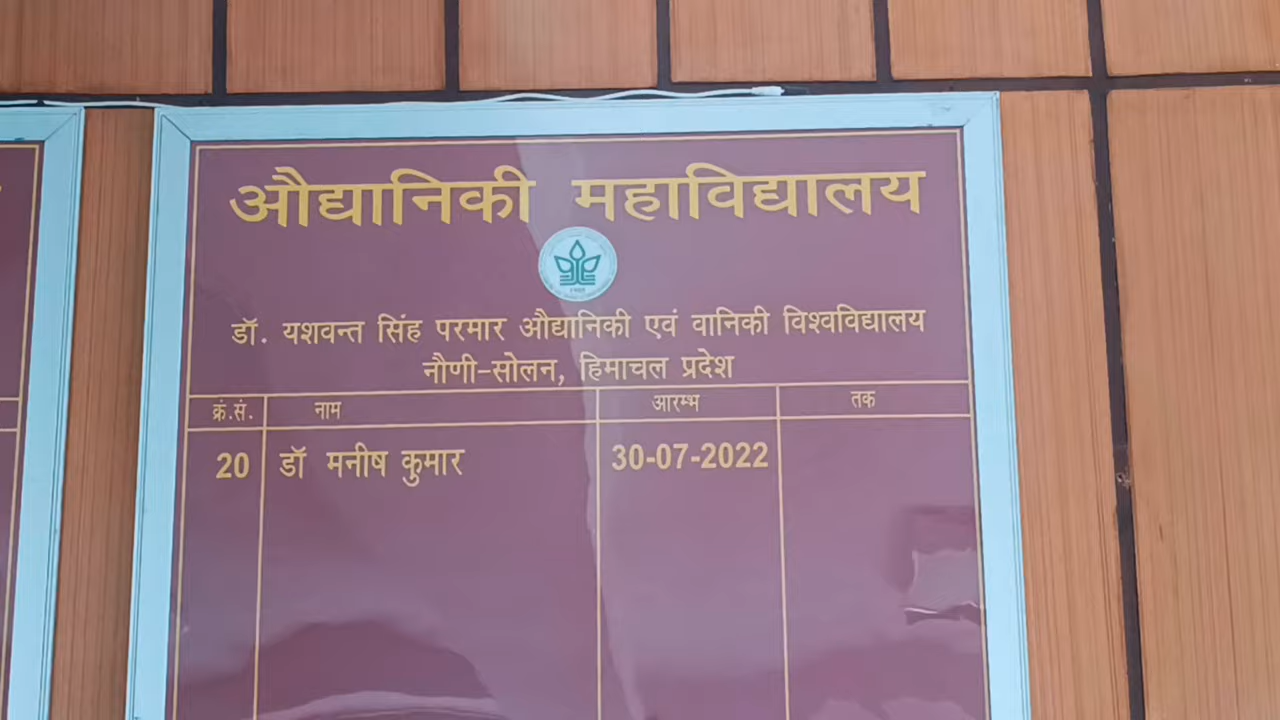 औद्यानिकी महाविद्यालय
डॉ. यशवन्त सिंह परमार औद्यानिकी एवं वानिकी विश्वविद्यालय
नौणी-सोलन, हिमाचल प्रदेश
क्रं.सं. नाम आरम्भ तक
20 डॉ मनीष कुमार 30-07-2022